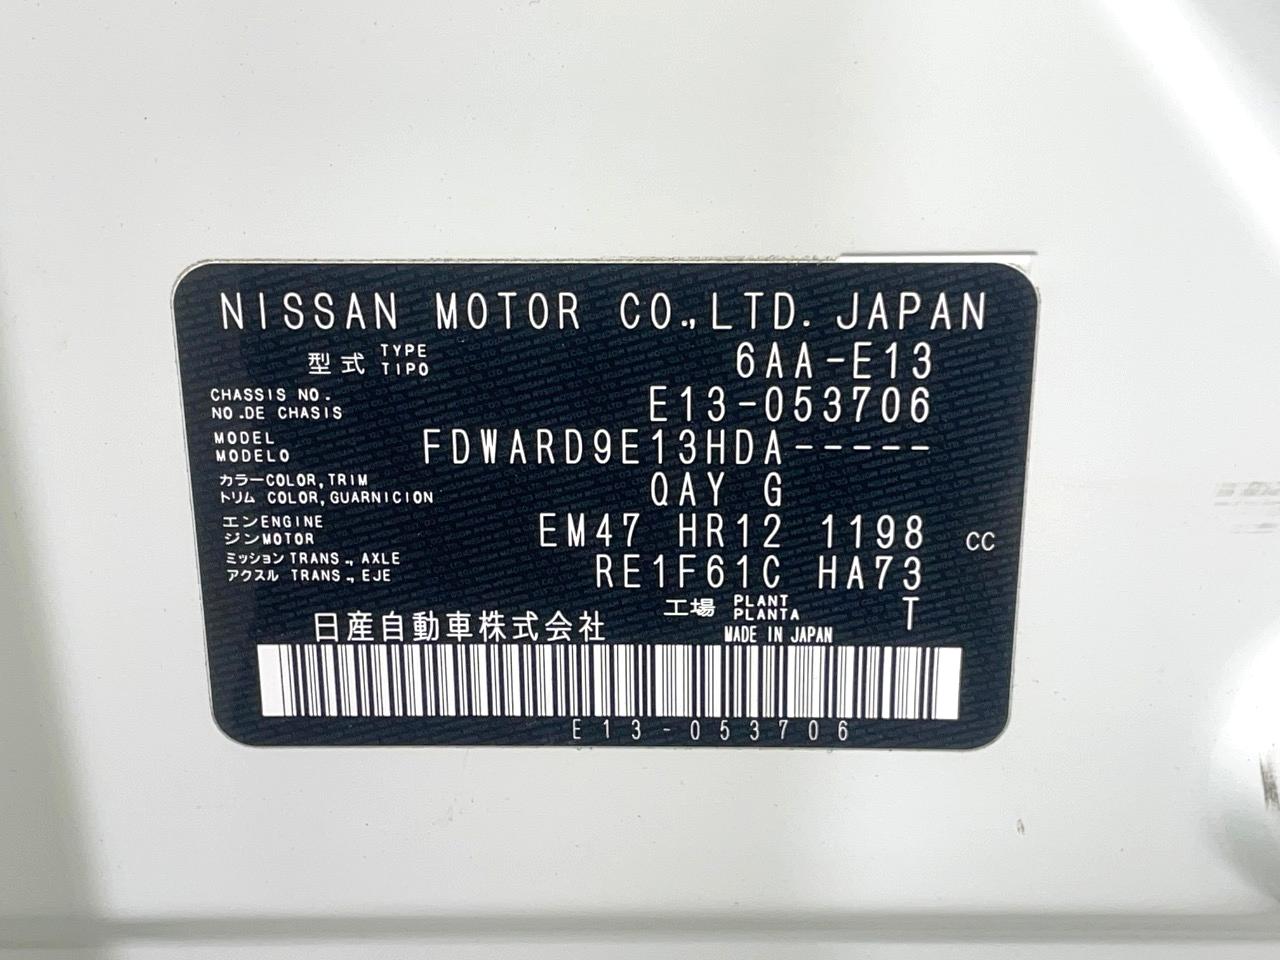 NISSAN MOTOR CO.,LTD. JAPAN
型式 TYPE TIPO 6AA-E13
CHASSIS NO. NO.DE CHASIS E13-053706
MODEL MODELO FDWARD9E13HDA-----
カラー COLOR,TRIM トリム COLOR,GUARNICION QAY G
エンジン ENGINE MOTOR EM47 HR12 1198 CC
ミッション TRANS., AXLE アクスル TRANS., EJE RE1F61C HA73
工場 PLANT PLANTA T
日産自動車株式会社 MADE IN JAPAN
E13-053706